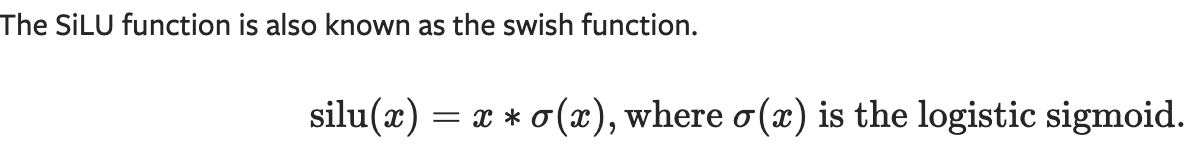 The SiLU function is also known as the swish function.
silu(x) = x ∗ σ(x), where σ(x) is the logistic sigmoid.